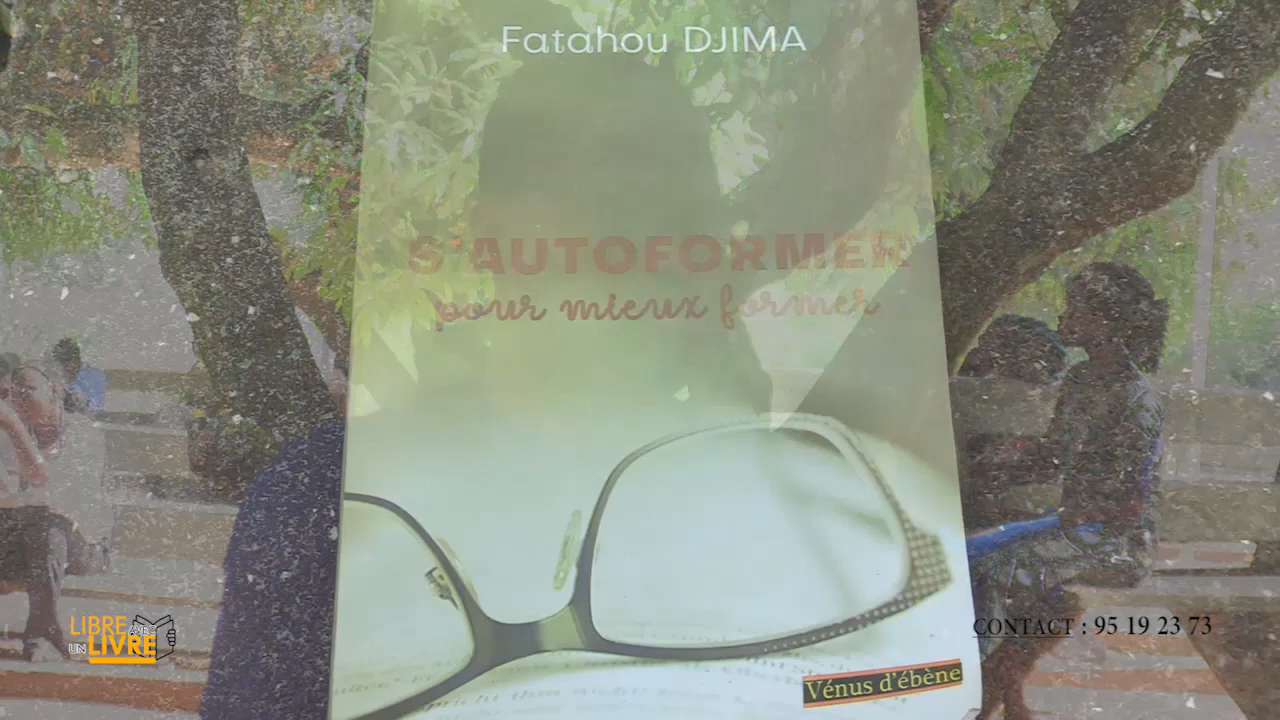 Fatahou DJIMA
S'AUTOFORMER
pour mieux former
Vénus d'ébène
LIBRE
AVEC
UN LIVRE
CONTACT : 95 19 23 73